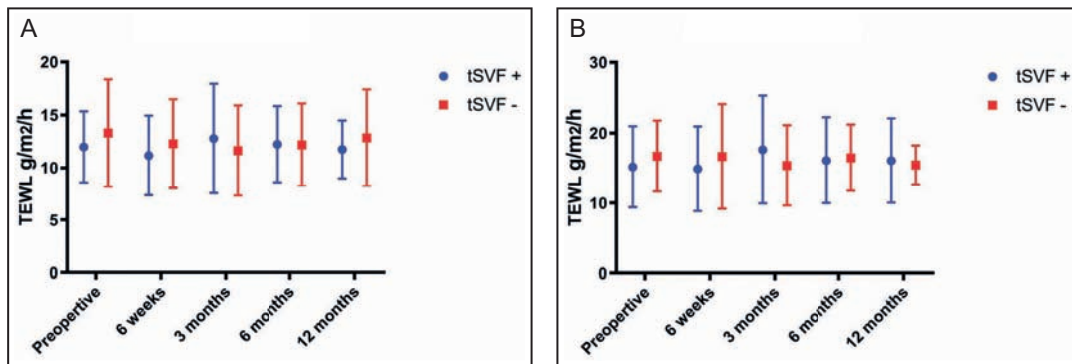 A
20
15
10
5
0
TEWL g/m2/h
Preopertive
6 weeks
3 months
6 months
12 months
tSVF +
tSVF -
B
30
20
10
0
TEWL g/m2/h
Preopertive
6 weeks
3 months
6 months
12 months
tSVF +
tSVF -